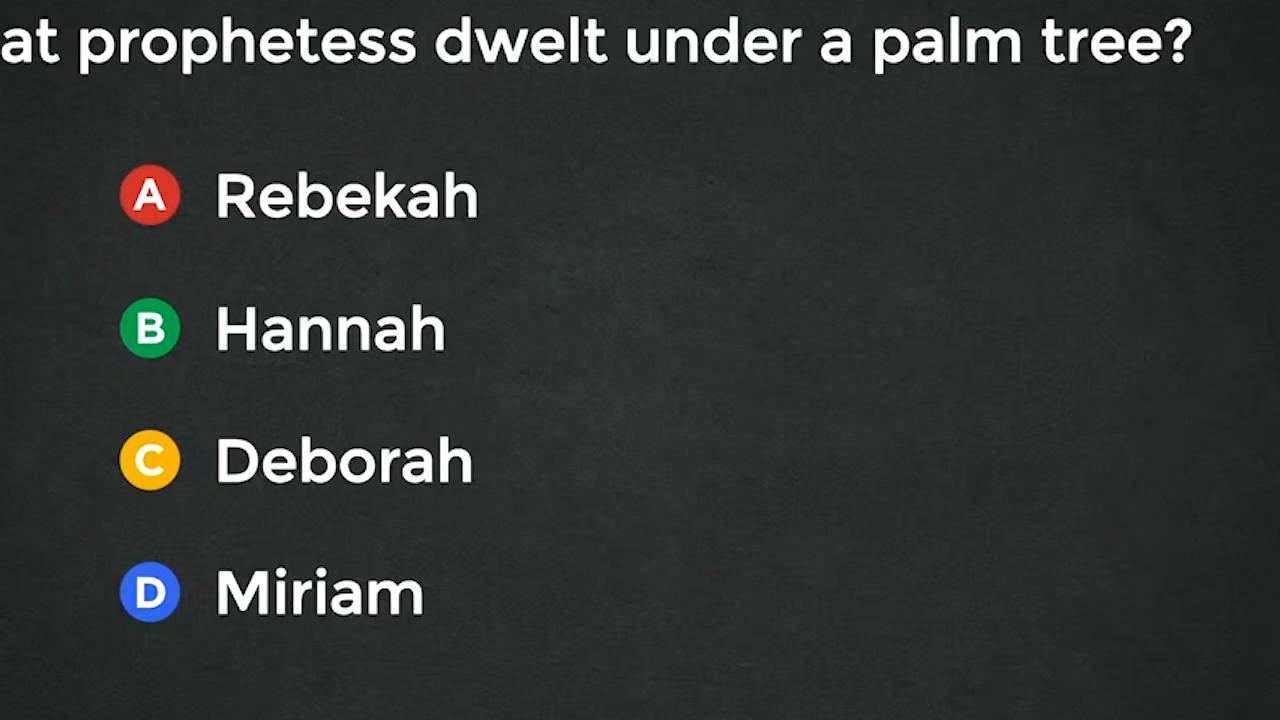 at prophetess dwelt under a palm tree?
A Rebekah
B Hannah
C Deborah
D Miriam